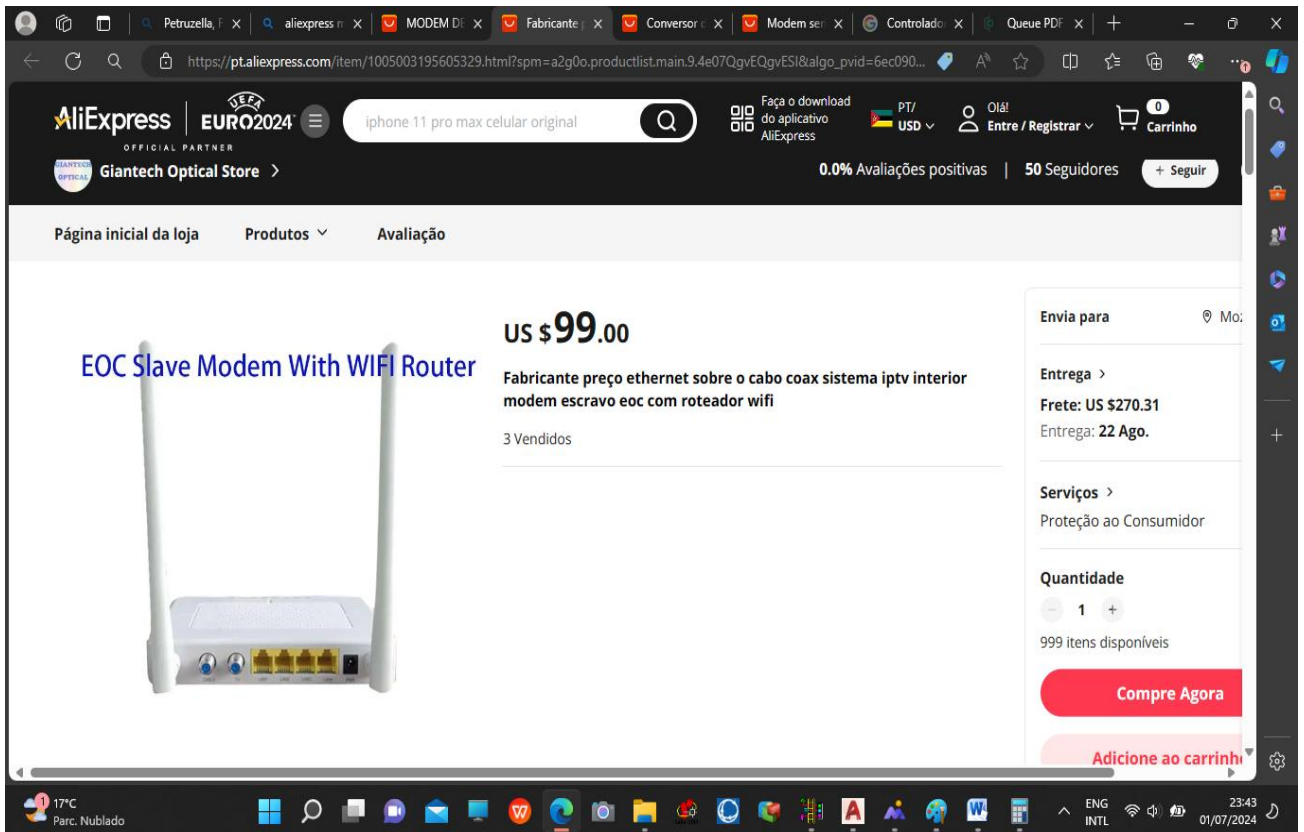 Petruzella, F
aliexpress m
MODEM DE
Fabricante p
Conversor c
Modem ser
Controlado
Queue PDF
https://pt.aliexpress.com/item/1005003195605329.html?spm=a2g0o.productlist.main.9.4e07QgvEQgvESI&algo_pvid=6ec090...
AliExpress
UEFA
EURO2024
OFFICIAL PARTNER
iphone 11 pro max celular original
Faça o download
do aplicativo
AliExpress
PT/
USD
Olá!
Entre / Registrar
0
Carrinho
GIANTECH
OPTICAL
Giantech Optical Store >
0.0% Avaliações positivas | 50 Seguidores
+ Seguir
Página inicial da loja
Produtos
Avaliação
EOC Slave Modem With WIFI Router
US $99.00
Fabricante preço ethernet sobre o cabo coax sistema iptv interior
modem escravo eoc com roteador wifi
3 Vendidos
Envia para
Moz
Entrega >
Frete: US $270.31
Entrega: 22 Ago.
Serviços >
Proteção ao Consumidor
Quantidade
- 1 +
999 itens disponíveis
Compre Agora
Adicione ao carrinh
1
17°C
Parc. Nublado
ENG
INTL
23:43
01/07/2024